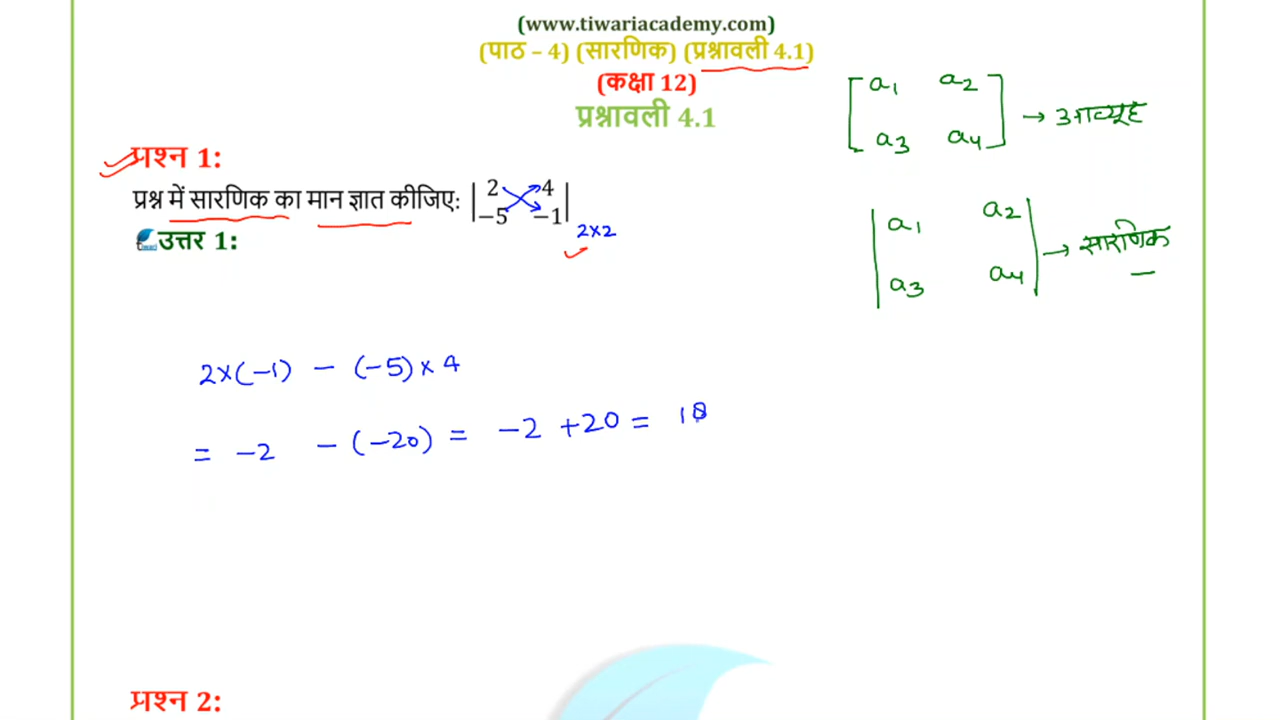 (www.tiwariacademy.com)
(पाठ – 4) (सारणिक) (प्रश्नावली 4.1)
(कक्षा 12)
प्रश्नावली 4.1
प्रश्न 1:
प्रश्न में सारणिक का मान ज्ञात कीजिए: |2 4|
|−5 −1|
2×2
उत्तर 1:
2×(−1) − (−5)×4
= −2 − (−20) = −2 +20 = 18
[a1 a2]
[a3 a4] → आव्यूह
|a1 a2|
|a3 a4| → सारणिक
प्रश्न 2: